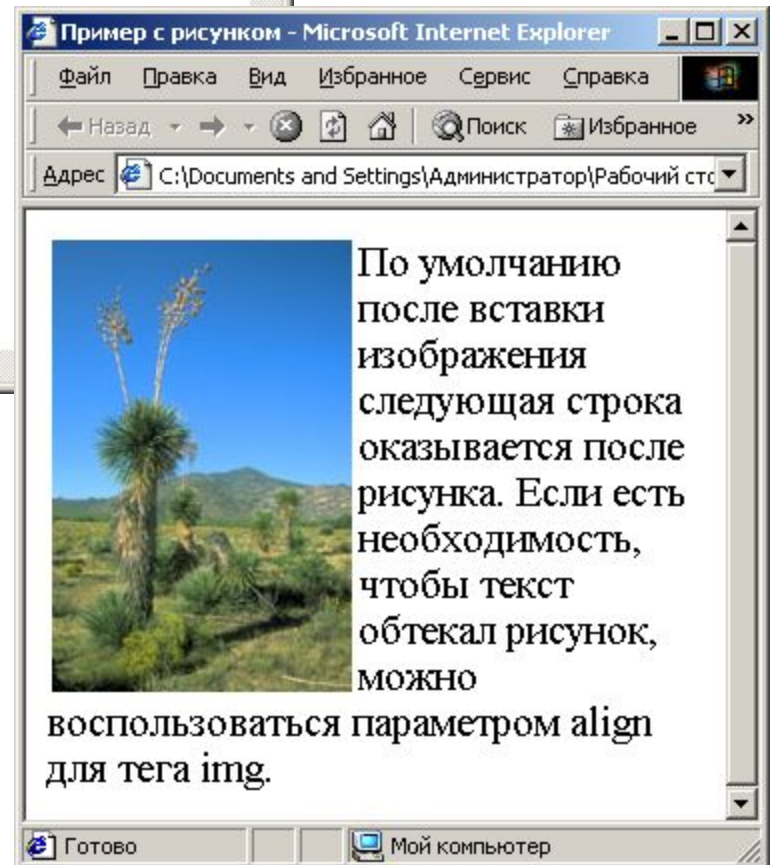 Пример с рисунком - Microsoft Internet Explorer
Файл Правка Вид Избранное Сервис Справка
Назад Поиск Избранное »
Адрес C:\Documents and Settings\Администратор\Рабочий сто
По умолчанию
после вставки
изображения
следующая строка
оказывается после
рисунка. Если есть
необходимость,
чтобы текст
обтекал рисунок,
можно
воспользоваться параметром align
для тега img.
Готово Мой компьютер